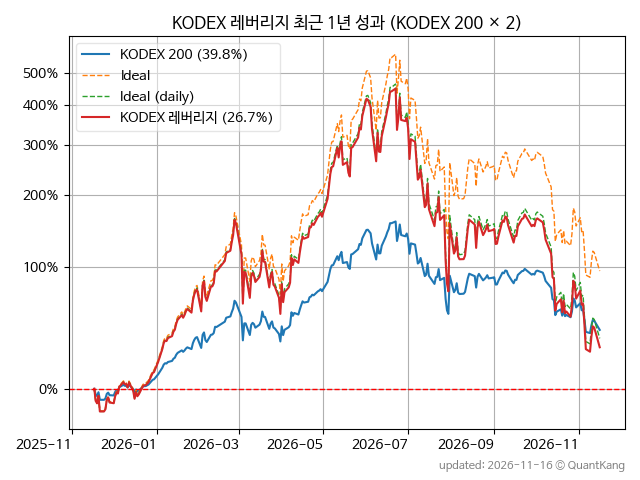 KODEX 레버리지 최근 1년 성과 (KODEX 200 × 2)
KODEX 200 (39.8%)
Ideal
Ideal (daily)
KODEX 레버리지 (26.7%)
500%
400%
300%
200%
100%
0%
2025-11 2026-01 2026-03 2026-05 2026-07 2026-09 2026-11
updated: 2026-11-16 © QuantKang